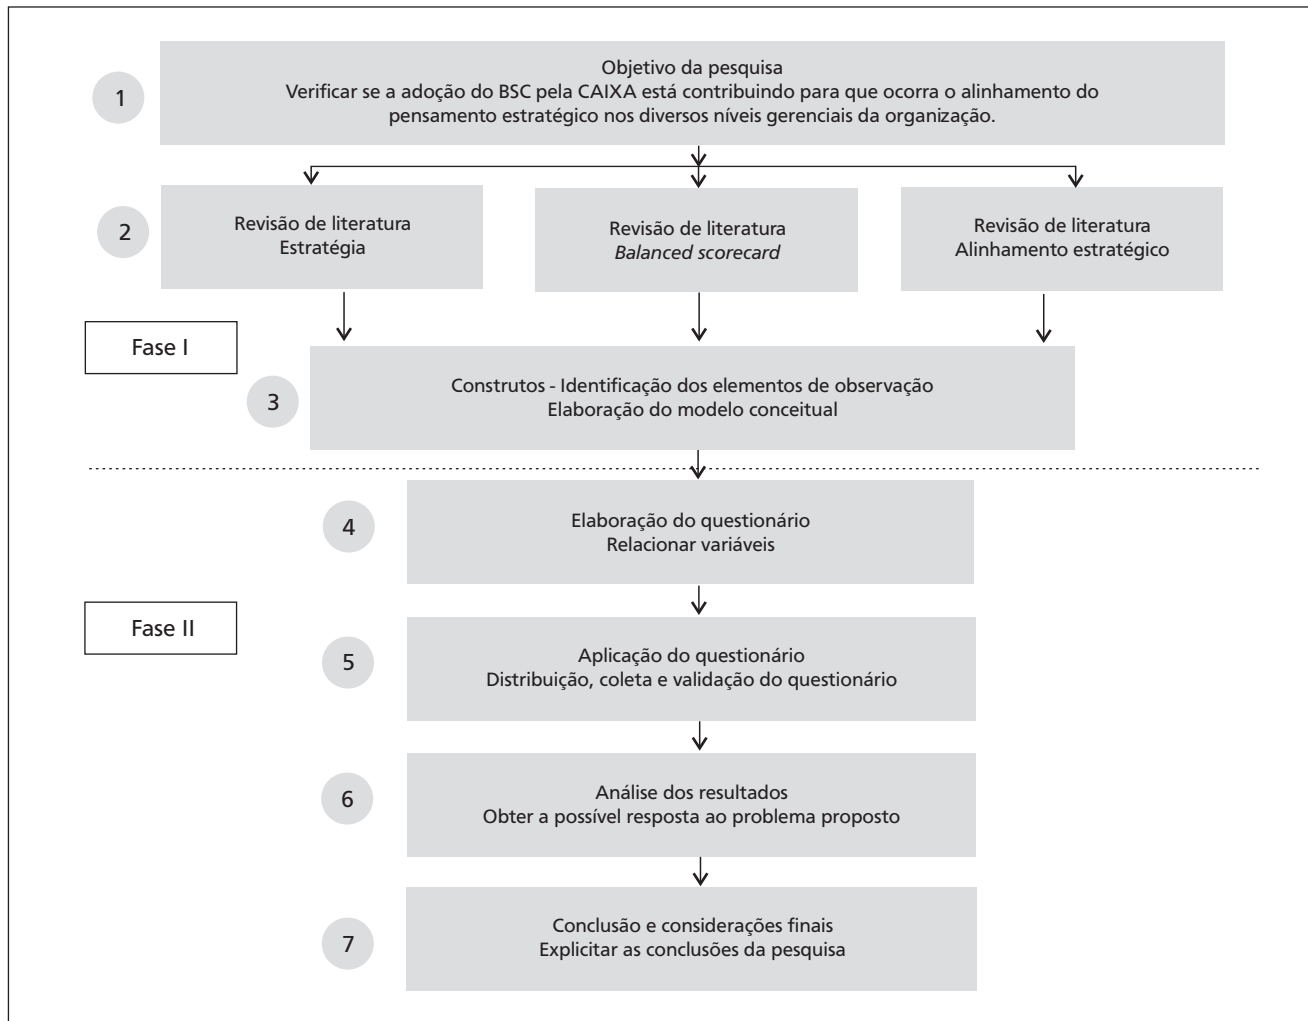 1
Objetivo da pesquisa
Verificar se a adoção do BSC pela CAIXA está contribuindo para que ocorra o alinhamento do
pensamento estratégico nos diversos níveis gerenciais da organização.
2
Revisão de literatura
Estratégia
Revisão de literatura
Balanced scorecard
Revisão de literatura
Alinhamento estratégico
Fase I
3
Construtos - Identificação dos elementos de observação
Elaboração do modelo conceitual
4
Elaboração do questionário
Relacionar variáveis
Fase II
5
Aplicação do questionário
Distribuição, coleta e validação do questionário
6
Análise dos resultados
Obter a possível resposta ao problema proposto
7
Conclusão e considerações finais
Explicitar as conclusões da pesquisa